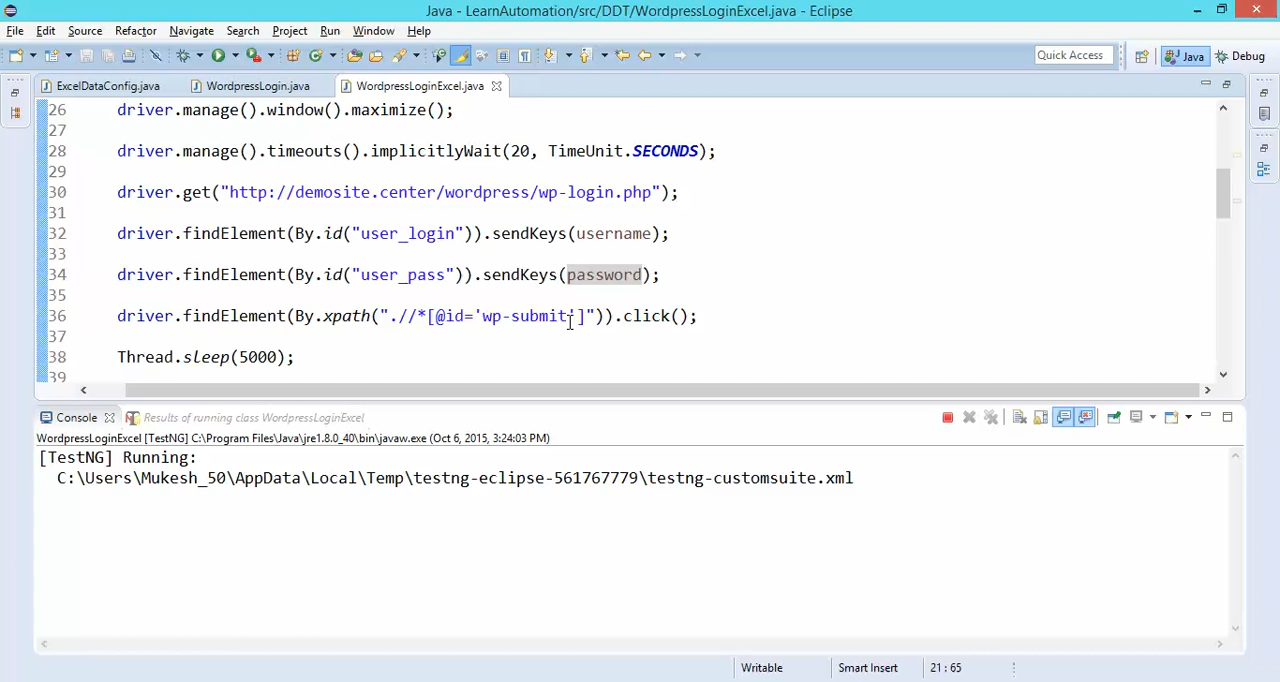 Java - LearnAutomation/src/DDT/WordpressLoginExcel.java - Eclipse
File Edit Source Refactor Navigate Search Project Run Window Help
Quick Access Java Debug
ExcelDataConfig.java WordpressLogin.java WordpressLoginExcel.java
26 driver.manage().window().maximize();
27
28 driver.manage().timeouts().implicitlyWait(20, TimeUnit.SECONDS);
29
30 driver.get("http://demosite.center/wordpress/wp-login.php");
31
32 driver.findElement(By.id("user_login")).sendKeys(username);
33
34 driver.findElement(By.id("user_pass")).sendKeys(password);
35
36 driver.findElement(By.xpath(".//*[@id='wp-submit']")).click();
37
38 Thread.sleep(5000);
39
Console Results of running class WordpressLoginExcel
WordpressLoginExcel [TestNG] C:\Program Files\Java\jre1.8.0_40\bin\javaw.exe (Oct 6, 2015, 3:24:03 PM)
[TestNG] Running:
C:\Users\Mukesh_50\AppData\Local\Temp\testng-eclipse-561767779\testng-customsuite.xml
Writable Smart Insert 21 : 65